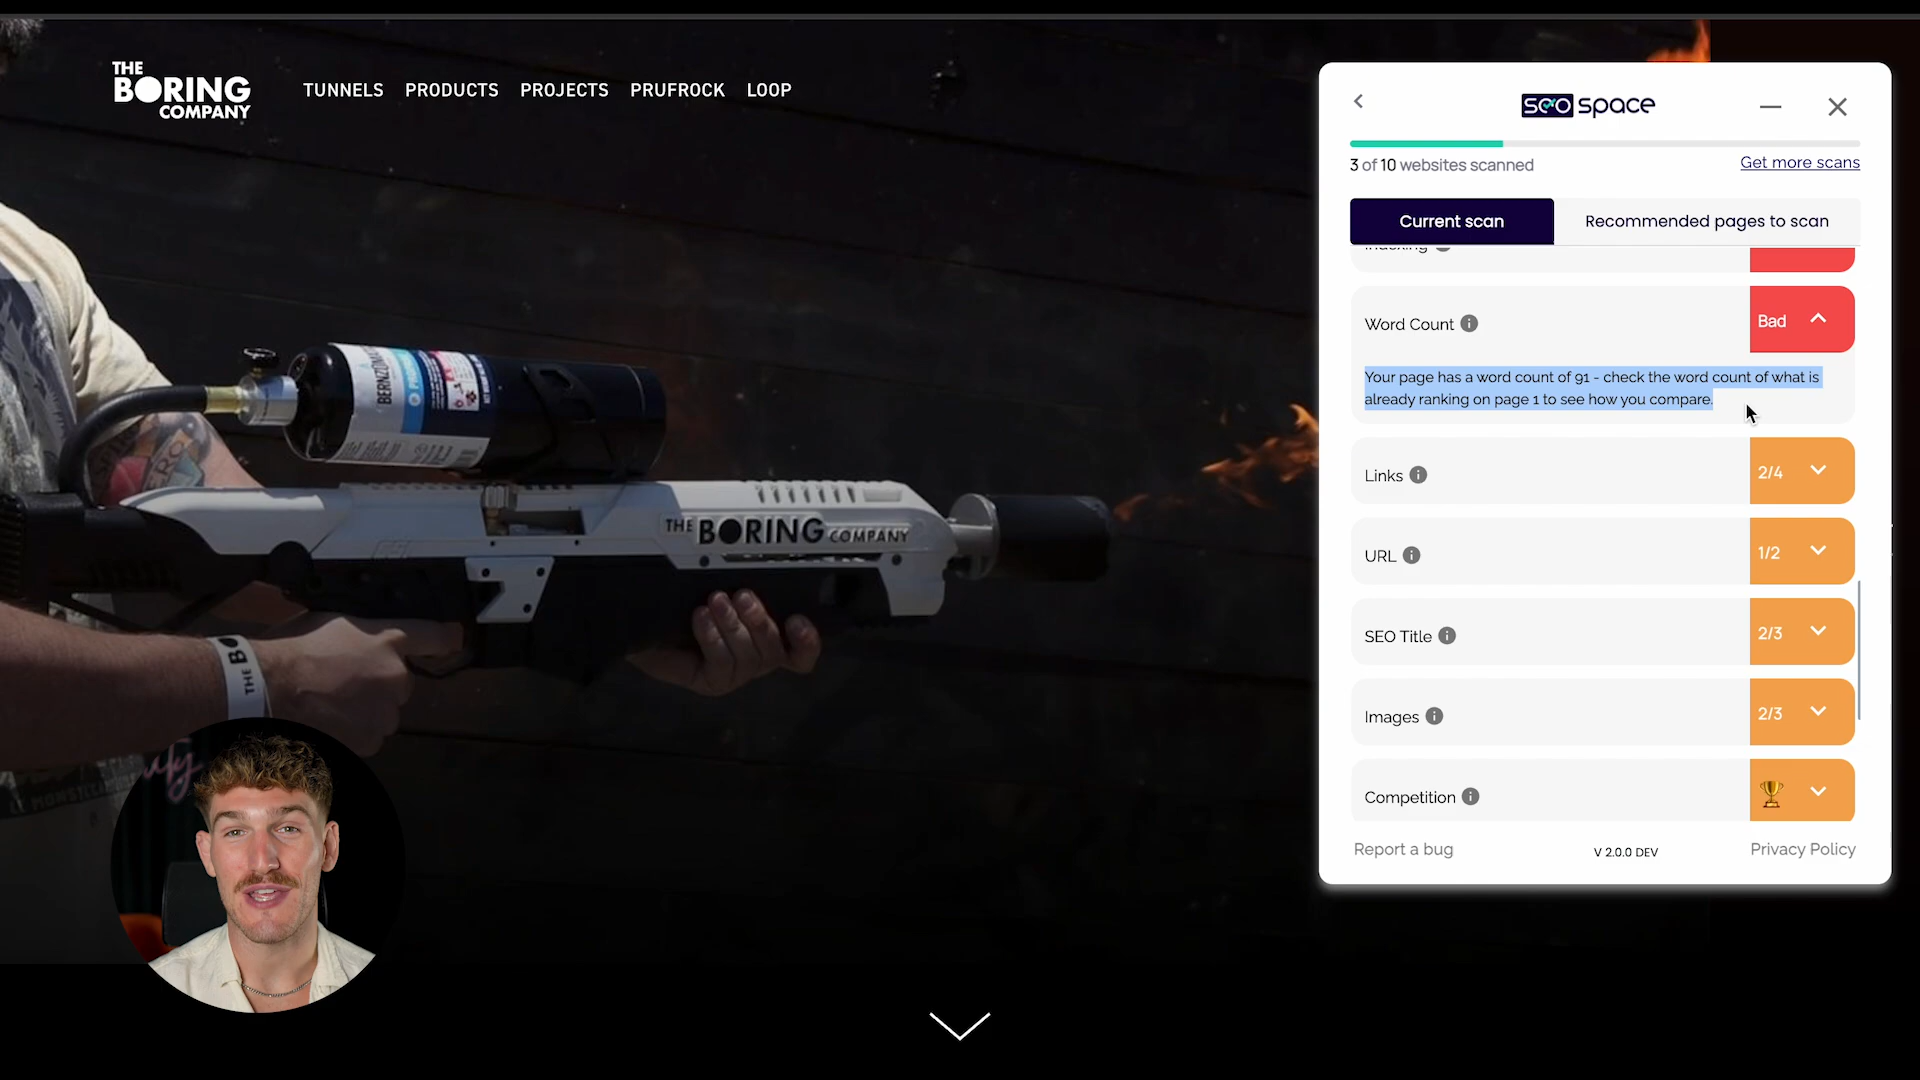 THE
BORING
COMPANY
TUNNELS PRODUCTS PROJECTS PRUFROCK LOOP
seo space
3 of 10 websites scanned
Get more scans
Current scan
Recommended pages to scan
Indexing
Word Count
Bad
Your page has a word count of 91 - check the word count of what is
already ranking on page 1 to see how you compare.
Links
2/4
URL
1/2
SEO Title
2/3
Images
2/3
Competition
Report a bug
V 2.0.0 DEV
Privacy Policy
THE BORING COMPANY
THE BO